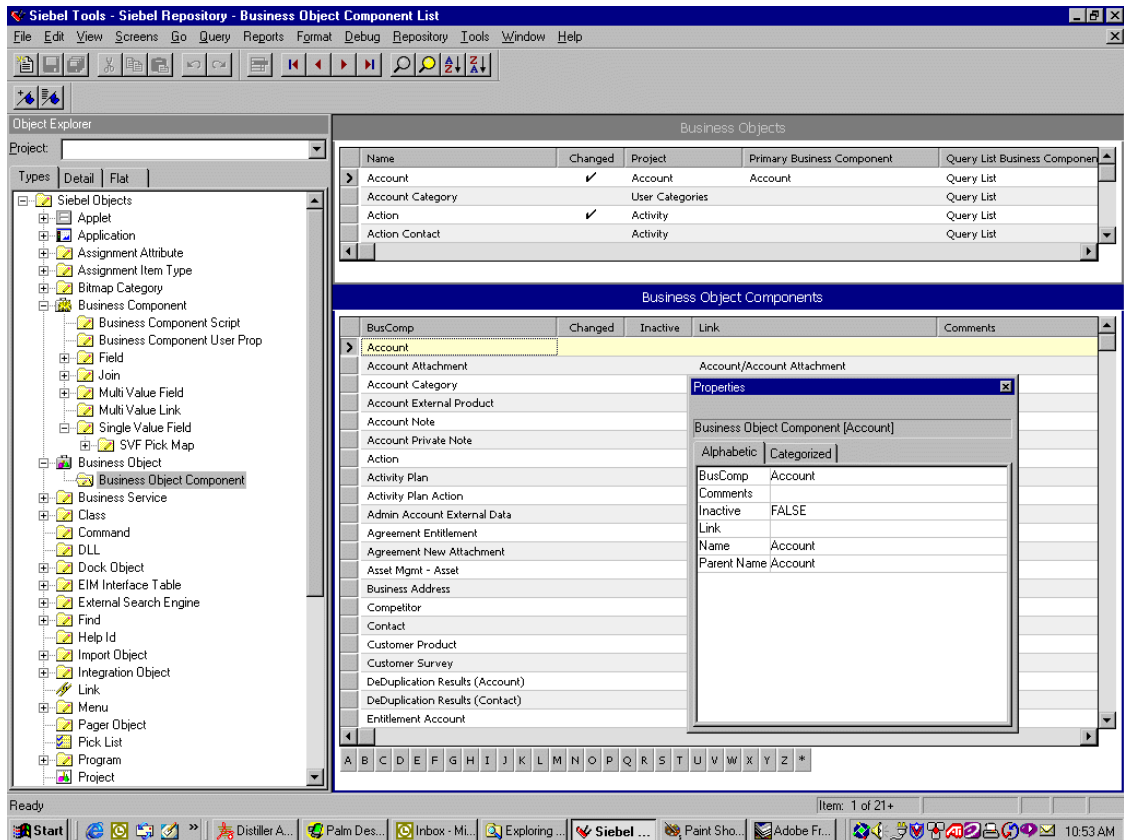 Siebel Tools - Siebel Repository - Business Object Component List
File Edit View Screens Go Query Reports Format Debug Repository Tools Window Help
Object Explorer
Project:
Types Detail Flat
Siebel Objects
Applet
Application
Assignment Attribute
Assignment Item Type
Bitmap Category
Business Component
Business Component Script
Business Component User Prop
Field
Join
Multi Value Field
Multi Value Link
Single Value Field
SVF Pick Map
Business Object
Business Object Component
Business Service
Class
Command
DLL
Dock Object
EIM Interface Table
External Search Engine
Find
Help Id
Import Object
Integration Object
Link
Menu
Pager Object
Pick List
Program
Project
Business Objects
Name Changed Project Primary Business Component Query List Business Componen
Account ✓ Account Account Query List
Account Category User Categories Query List
Action ✓ Activity Query List
Action Contact Activity Query List
Business Object Components
BusComp Changed Inactive Link Comments
Account
Account Attachment Account/Account Attachment
Account Category
Account External Product
Account Note
Account Private Note
Action
Activity Plan
Activity Plan Action
Admin Account External Data
Agreement Entitlement
Agreement New Attachment
Asset Mgmt - Asset
Business Address
Competitor
Contact
Customer Product
Customer Survey
DeDuplication Results (Account)
DeDuplication Results (Contact)
Entitlement Account
Properties
Business Object Component [Account]
Alphabetic Categorized
BusComp Account
Comments
Inactive FALSE
Link
Name Account
Parent Name Account
A B C D E F G H I J K L M N O P Q R S T U V W X Y Z *
Ready Item: 1 of 21+
Start » Distiller A... Palm Des... Inbox - Mi... Exploring ... Siebel ... Paint Sho... Adobe Fr... 10:53 AM